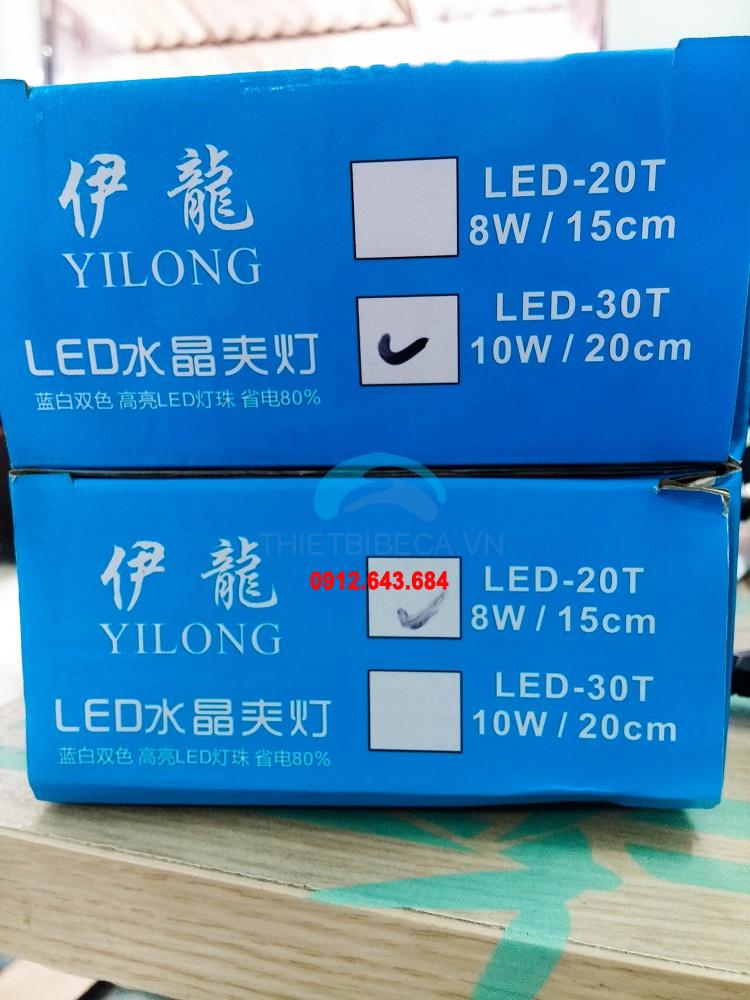 伊龍
YILONG
LED水晶夹灯
蓝白双色 高亮LED灯珠 省电80%
LED-20T
8W / 15cm
LED-30T
10W / 20cm
THIETBIBECA.VN
0912.643.684
伊龍
YILONG
LED水晶夹灯
蓝白双色 高亮LED灯珠 省电80%
LED-20T
8W / 15cm
LED-30T
10W / 20cm